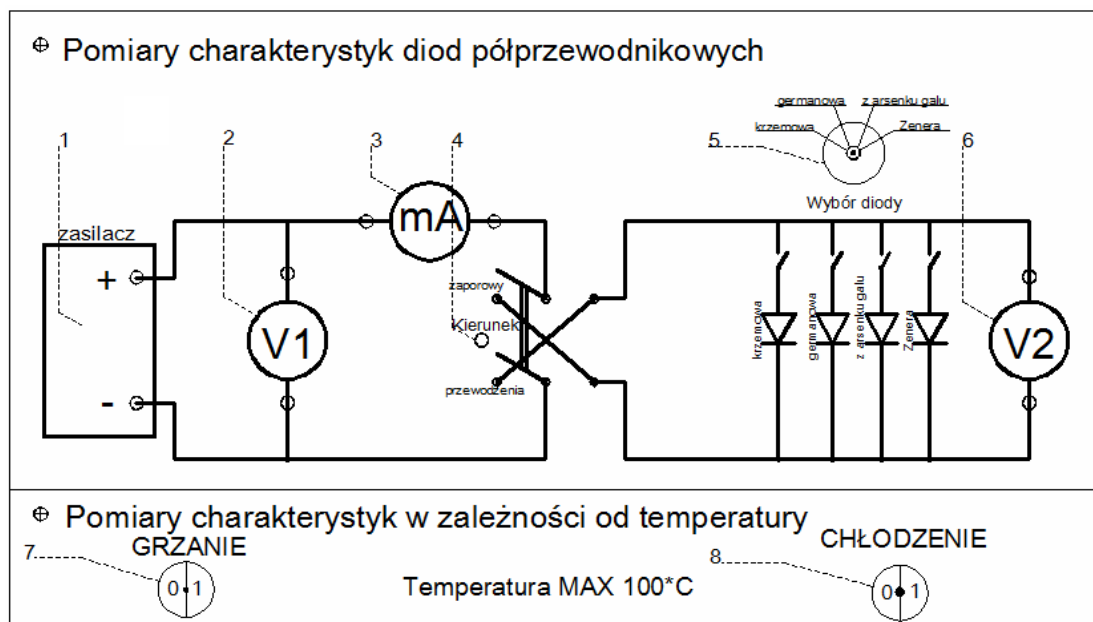 Pomiary charakterystyk diod półprzewodnikowych
germanowa z arsenku galu
krzemowa Zenera
1 2 3 4 5 6
Wybór diody
zasilacz
mA
+
zaporowy
V1
Kierunek
przewodzenia
-
krzemowa
germanowa
z arsenku galu
Zenera
V2
Pomiary charakterystyk w zależności od temperatury
7 GRZANIE
0 1
Temperatura MAX 100*C
8 CHŁODZENIE
0 1